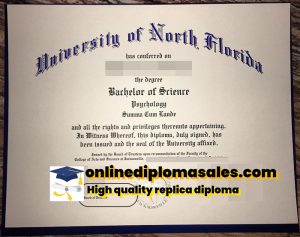 University of North Florida
has conferred on
the degree
Bachelor of Science
Psychology
Summa Cum Laude
and all the rights and privileges thereunto appertaining.
In Witness Whereof, this diploma, duly signed, has
been issued and the seal of the University affixed.
onlinediplomasales.com
High quality replica diploma